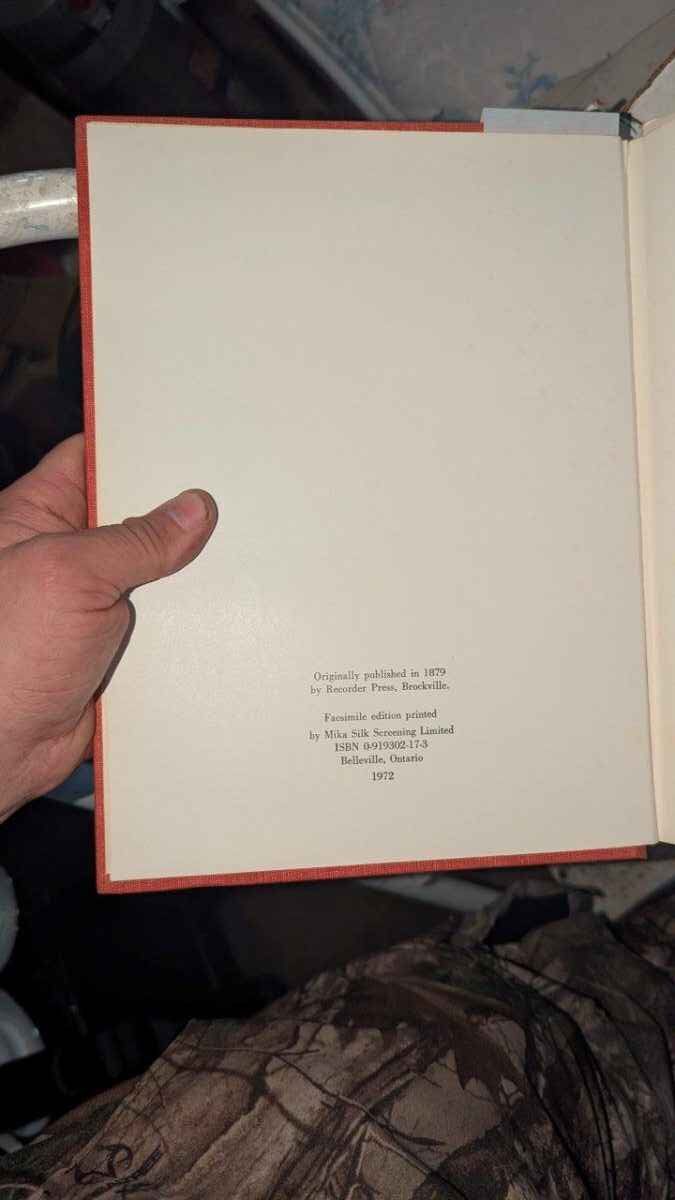 Originally published in 1879
by Recorder Press, Brockville.
Facsimile edition printed
by Mika Silk Screening Limited
ISBN 0-919302-17-3
Belleville, Ontario
1972